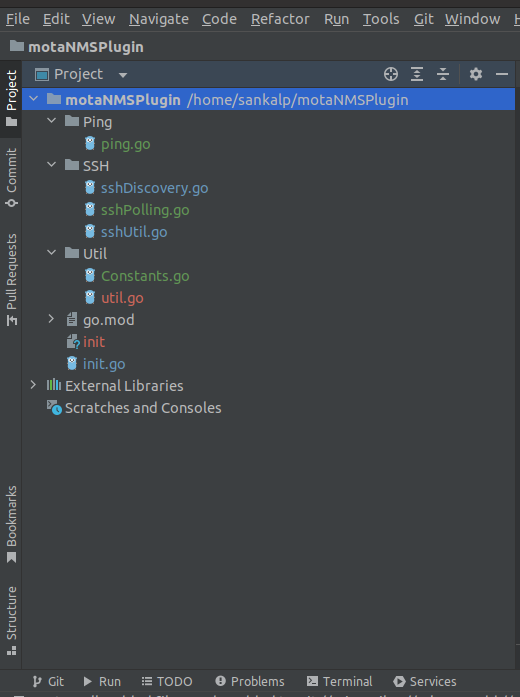 File Edit View Navigate Code Refactor Run Tools Git Window H
motaNMSPlugin
Project
motaNMSPlugin /home/sankalp/motaNMSPlugin
Ping
ping.go
SSH
sshDiscovery.go
sshPolling.go
sshUtil.go
Util
Constants.go
util.go
go.mod
init
init.go
External Libraries
Scratches and Consoles
Project
Commit
Pull Requests
Bookmarks
Structure
Git Run TODO Problems Terminal Services